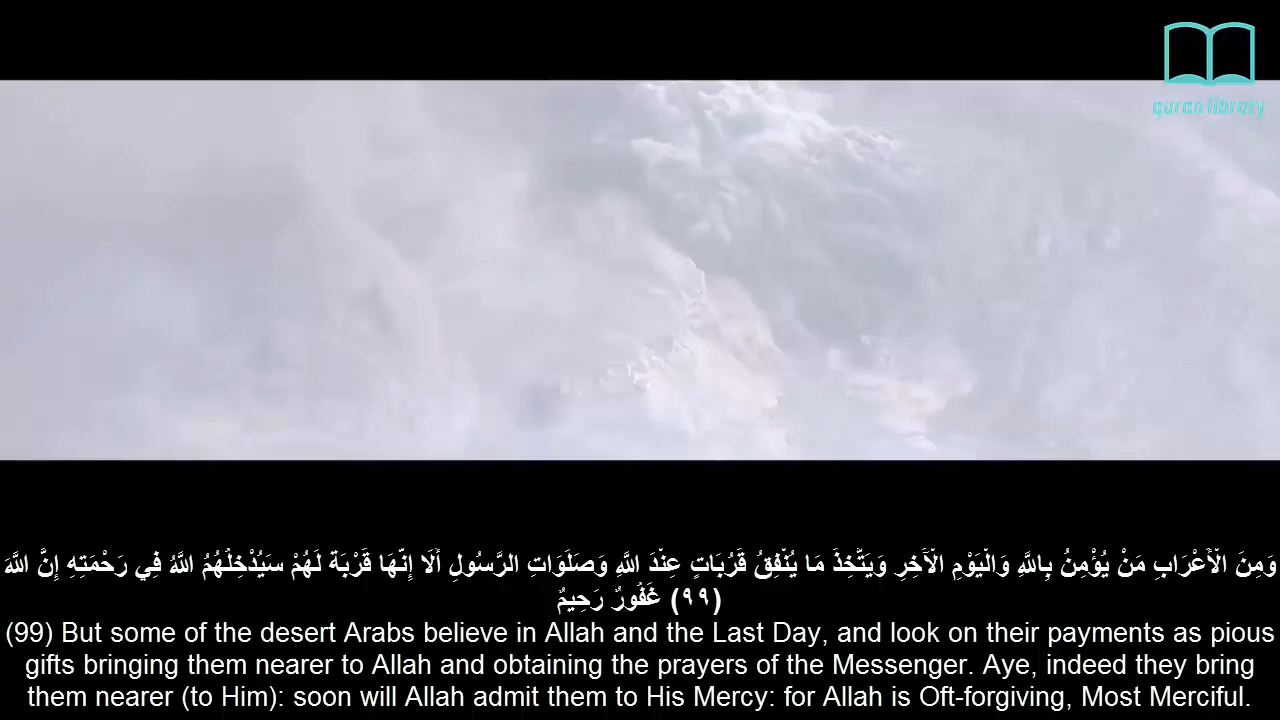 quran library
وَمِنَ الْأَعْرَابِ مَنْ يُؤْمِنُ بِاللَّهِ وَالْيَوْمِ الْآخِرِ وَيَتَّخِذُ مَا يُنْفِقُ قُرُبَاتٍ عِنْدَ اللَّهِ وَصَلَوَاتِ الرَّسُولِ أَلَا إِنَّهَا قُرْبَةٌ لَهُمْ سَيُدْخِلُهُمُ اللَّهُ فِي رَحْمَتِهِ إِنَّ اللَّهَ
غَفُورٌ رَحِيمٌ (٩٩)
(99) But some of the desert Arabs believe in Allah and the Last Day, and look on their payments as pious
gifts bringing them nearer to Allah and obtaining the prayers of the Messenger. Aye, indeed they bring
them nearer (to Him): soon will Allah admit them to His Mercy: for Allah is Oft-forgiving, Most Merciful.